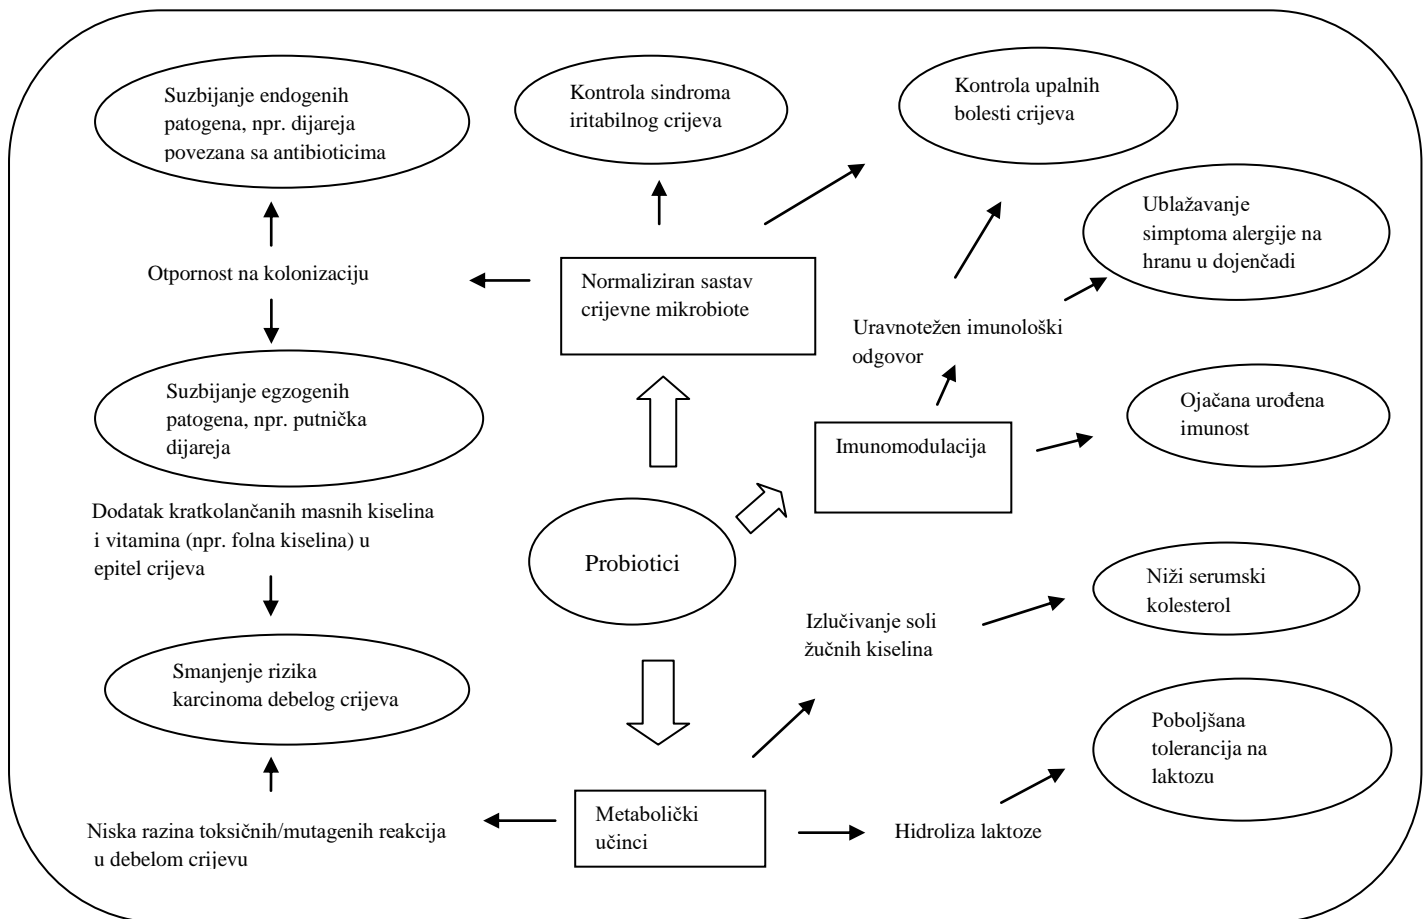 Suzbijanje endogenih
patogena, npr. dijareja
povezana sa antibioticima
Kontrola sindroma
iritabilnog crijeva
Kontrola upalnih
bolesti crijeva
Ublažavanje
simptoma alergije na
hranu u dojenčadi
Otpornost na kolonizaciju
Normaliziran sastav
crijevne mikrobiote
Uravnotežen imunološki
odgovor
Suzbijanje egzogenih
patogena, npr. putnička
dijareja
Imunomodulacija
Ojačana urođena
imunost
Dodatak kratkolančanih masnih kiselina
i vitamina (npr. folna kiselina) u
epitel crijeva
Probiotici
Niži serumski
kolesterol
Izlučivanje soli
žučnih kiselina
Smanjenje rizika
karcinoma debelog crijeva
Poboljšana
tolerancija na
laktozu
Niska razina toksičnih/mutagenih reakcija
u debelom crijevu
Metabolički
učinci
Hidroliza laktoze